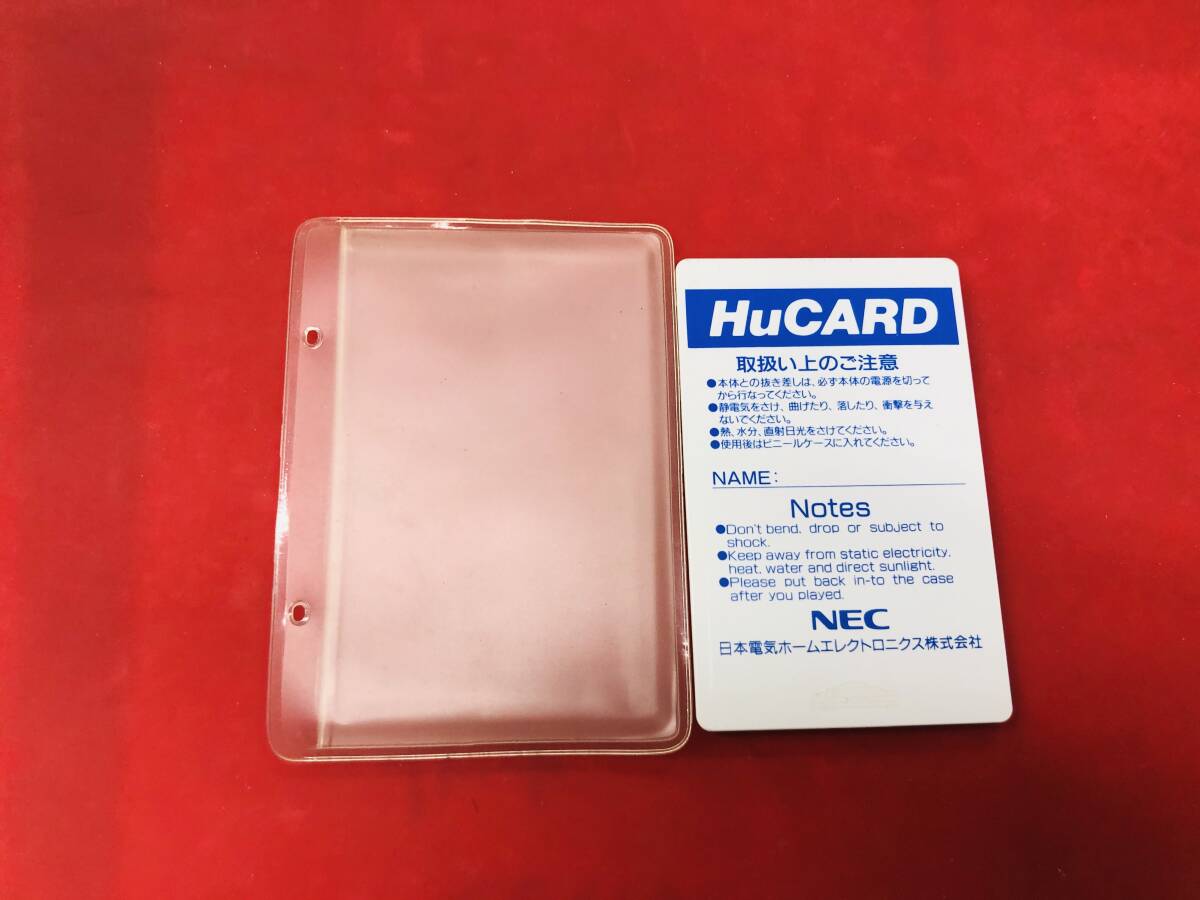 HuCARD
取扱い上のご注意
●本体との抜き差しは、必ず本体の電源を切って
から行なってください。
●静電気をさけ、曲げたり、落したり、衝撃を与え
ないでください。
●熱、水分、直射日光をさけてください。
●使用後はビニールケースに入れてください。
NAME:
Notes
●Don't bend, drop or subject to
shock.
●Keep away from static electricity,
heat, water and direct sunlight.
●Please put back in-to the case
after you played.
NEC
日本電気ホームエレクトロニクス株式会社